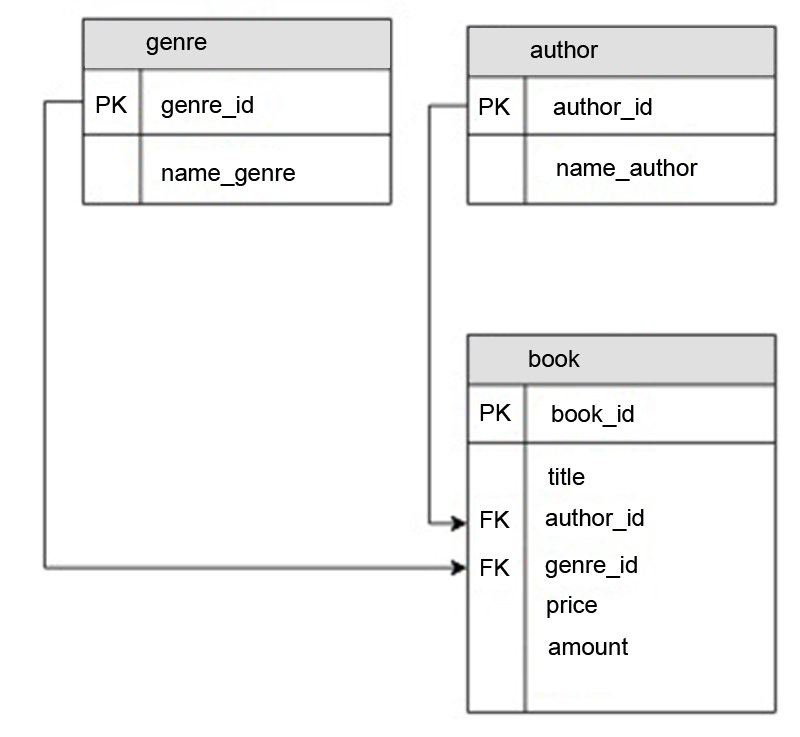 genre
PK genre_id
name_genre
author
PK author_id
name_author
book
PK book_id
title
FK author_id
FK genre_id
price
amount